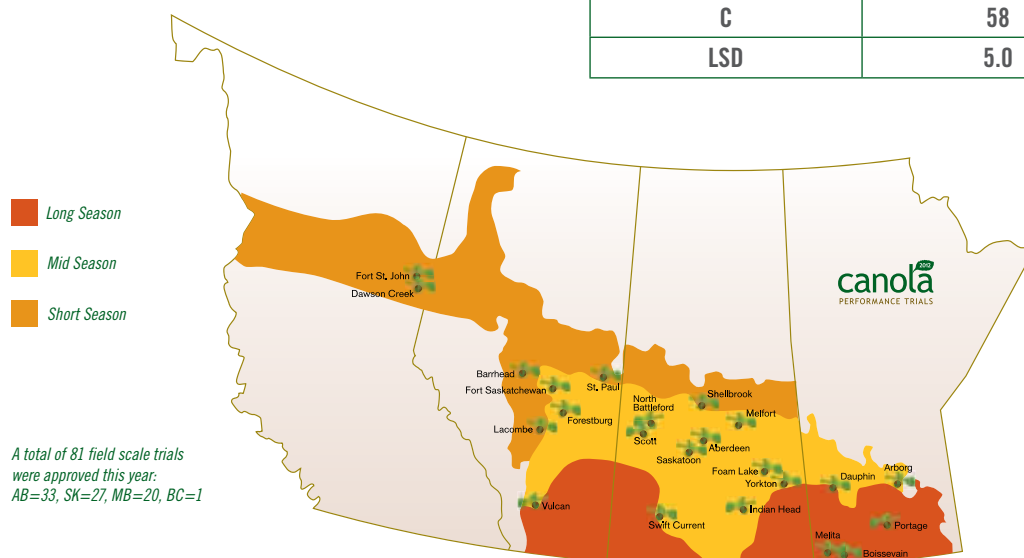 C 58
LSD 5.0
Long Season
Mid Season
Short Season
2012
canola
PERFORMANCE TRIALS
Fort St. John
Dawson Creek
Barrhead
Fort Saskatchewan
St. Paul
Forestburg
Lacombe
Vulcan
North
Battleford
Scott
Shellbrook
Melfort
Aberdeen
Saskatoon
Foam Lake
Yorkton
Indian Head
Swift Current
Dauphin
Arborg
Portage
Melita
Boissevain
A total of 81 field scale trials
were approved this year:
AB=33, SK=27, MB=20, BC=1